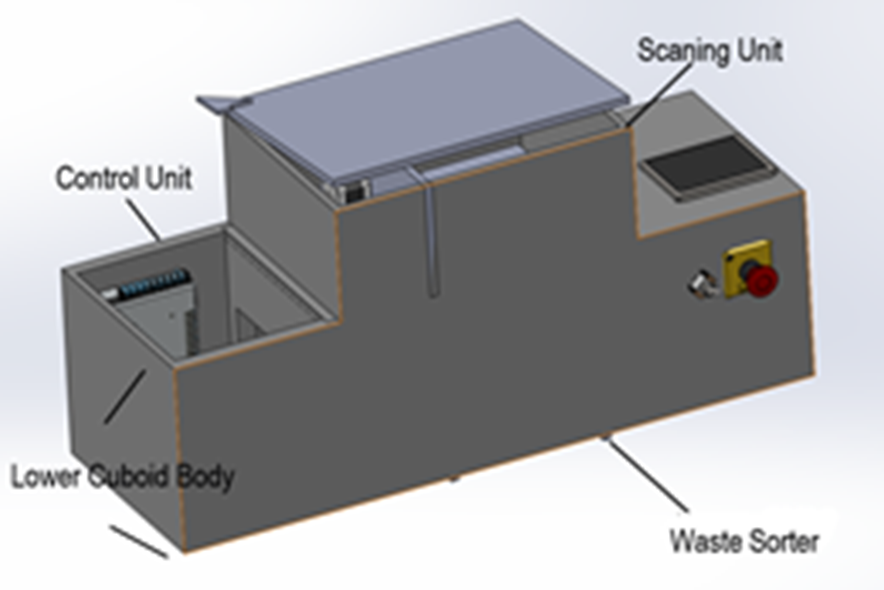 Scaning Unit
Control Unit
Lower Cuboid Body
Waste Sorter